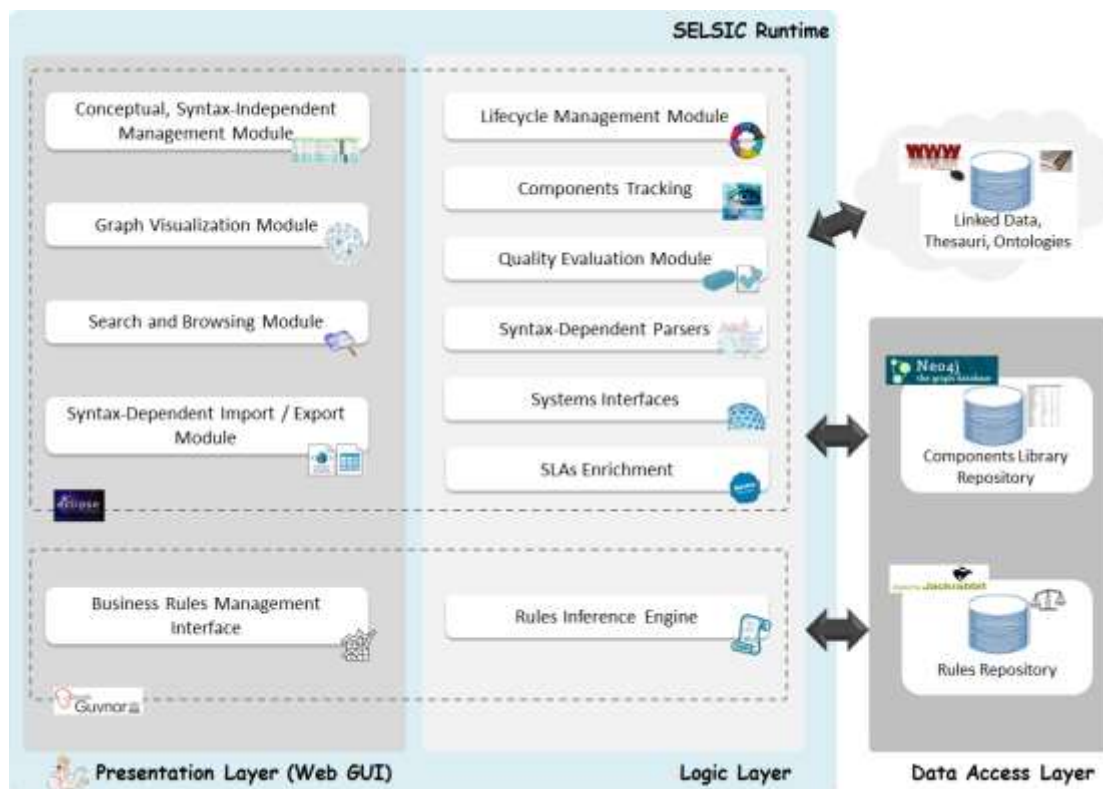 SELSIC Runtime
Conceptual, Syntax-Independent
Management Module
Graph Visualization Module
Search and Browsing Module
Syntax-Dependent Import / Export
Module
eclipse
Lifecycle Management Module
Components Tracking
Quality Evaluation Module
Syntax-Dependent Parsers
Systems Interfaces
SLAs Enrichment
Business Rules Management
Interface
Guvnor
Rules Inference Engine
WWW
Linked Data,
Thesauri, Ontologies
Neo4j
the graph database
Components Library
Repository
Jackrabbit
Rules Repository
Presentation Layer (Web GUI)
Logic Layer
Data Access Layer